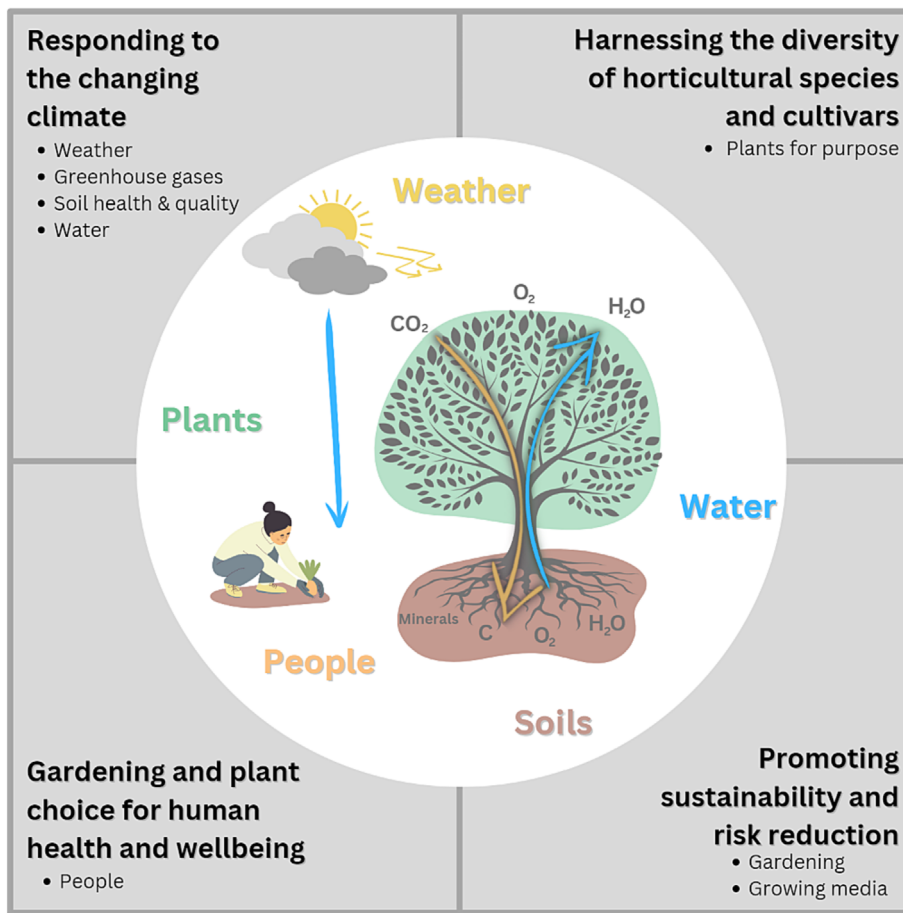 Responding to
the changing
climate
• Weather
• Greenhouse gases
• Soil health & quality
• Water
Harnessing the diversity
of horticultural species
and cultivars
• Plants for purpose
Weather
O₂
H₂O
CO₂
Plants
Water
Minerals
C
O₂
H₂O
People
Soils
Gardening and plant
choice for human
health and wellbeing
• People
Promoting
sustainability and
risk reduction
• Gardening
• Growing media